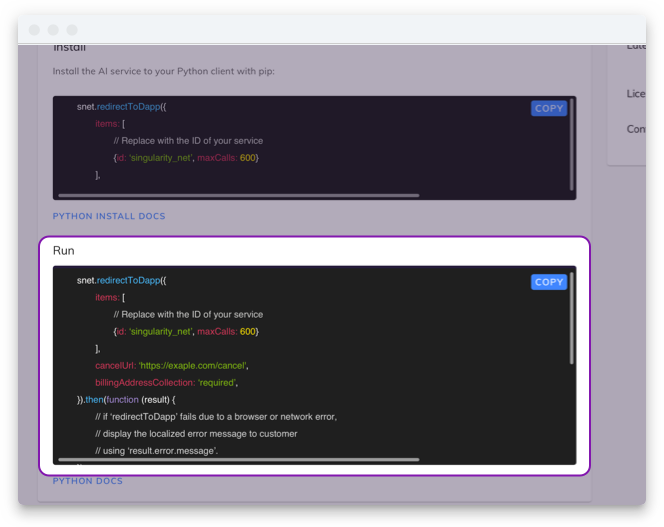 Install
Install the AI service to your Python client with pip:
COPY
snet.redirectToDapp({
items: [
// Replace with the ID of your service
{id: ‘singularity_net’, maxCalls: 600}
],
PYTHON INSTALL DOCS
Run
COPY
snet.redirectToDapp({
items: [
// Replace with the ID of your service
{id: ‘singularity_net’, maxCalls: 600}
],
cancelUrl: ‘https://exaple.com/cancel’,
billingAddressCollection: ‘required’,
}).then(function (result) {
// if ‘redirectToDapp’ fails due to a browser or network error,
// display the localized error message to customer
// using ‘result.error.message’.
PYTHON DOCS
Late
Lice
Con